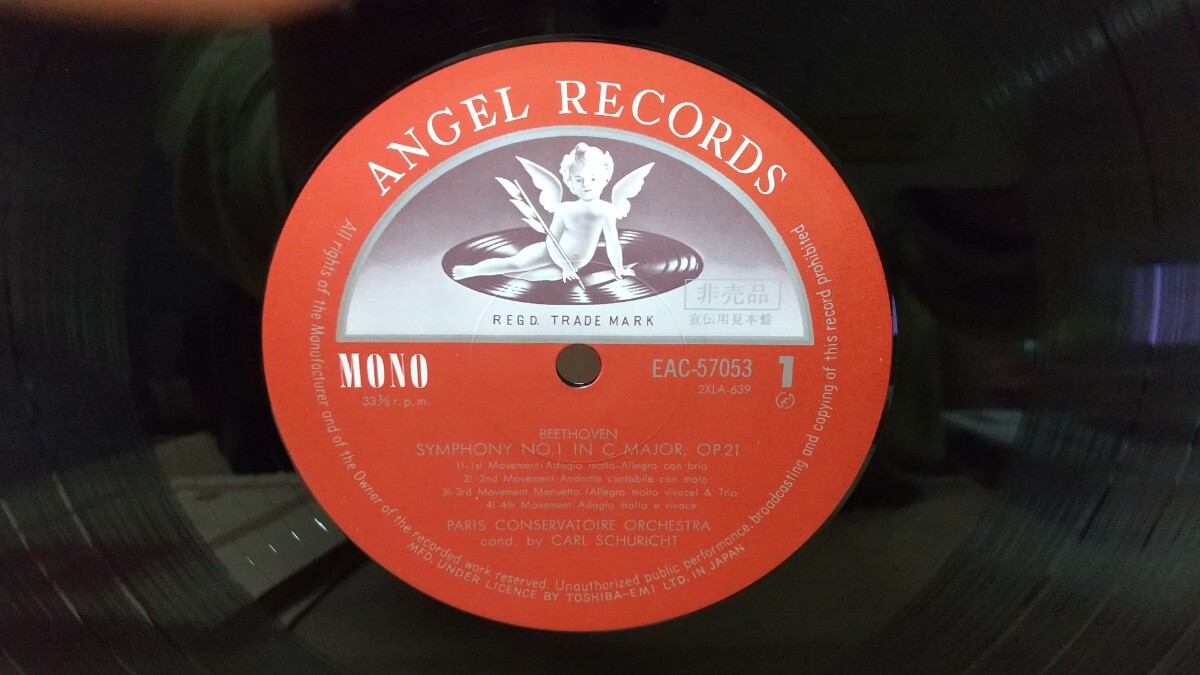 ANGEL RECORDS
非売品
宣伝用見本盤
REGD. TRADE MARK
MONO
33⅓ r.p.m.
EAC-57053
2XLA-639
1
BEETHOVEN
SYMPHONY NO.1 IN C MAJOR, OP.21
1)-1st Movement: Adagio molto-Allegro con brio
2)-2nd Movement: Andante cantabile con moto
3)-3rd Movement: Menuetto (Allegro molto vivace) & Trio
4)-4th Movement: Adagio molto e vivace
PARIS CONSERVATOIRE ORCHESTRA
cond. by CARL SCHURICHT
All rights of the Manufacturer and of the Owner of the recorded work reserved. Unauthorized public performance, broadcasting and copying of this record prohibited
MFD. UNDER LICENCE BY TOSHIBA-EMI LTD. IN JAPAN